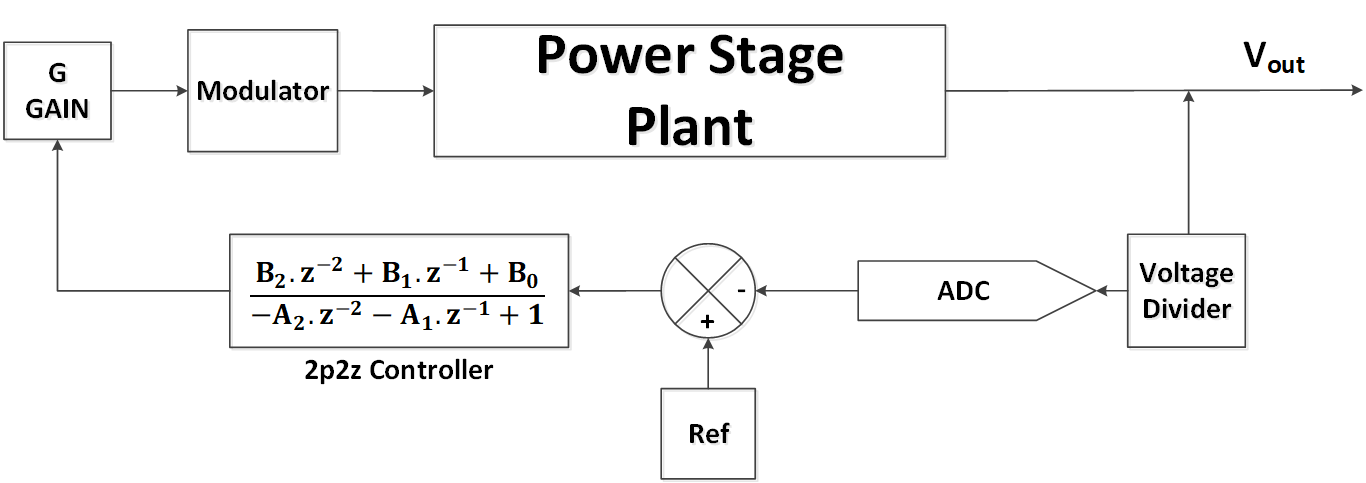 G
GAIN
Modulator
Power Stage
Plant
Vout
B₂. z⁻² + B₁. z⁻¹ + B₀
−A₂. z⁻² − A₁. z⁻¹ + 1
2p2z Controller
-
+
Ref
ADC
Voltage
Divider